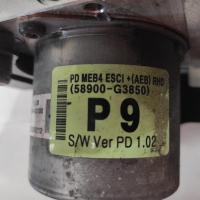 PD MEB4 ESCI +(AEB) RHD
(58900-G3850)
P 9
S/W Ver PD 1.02